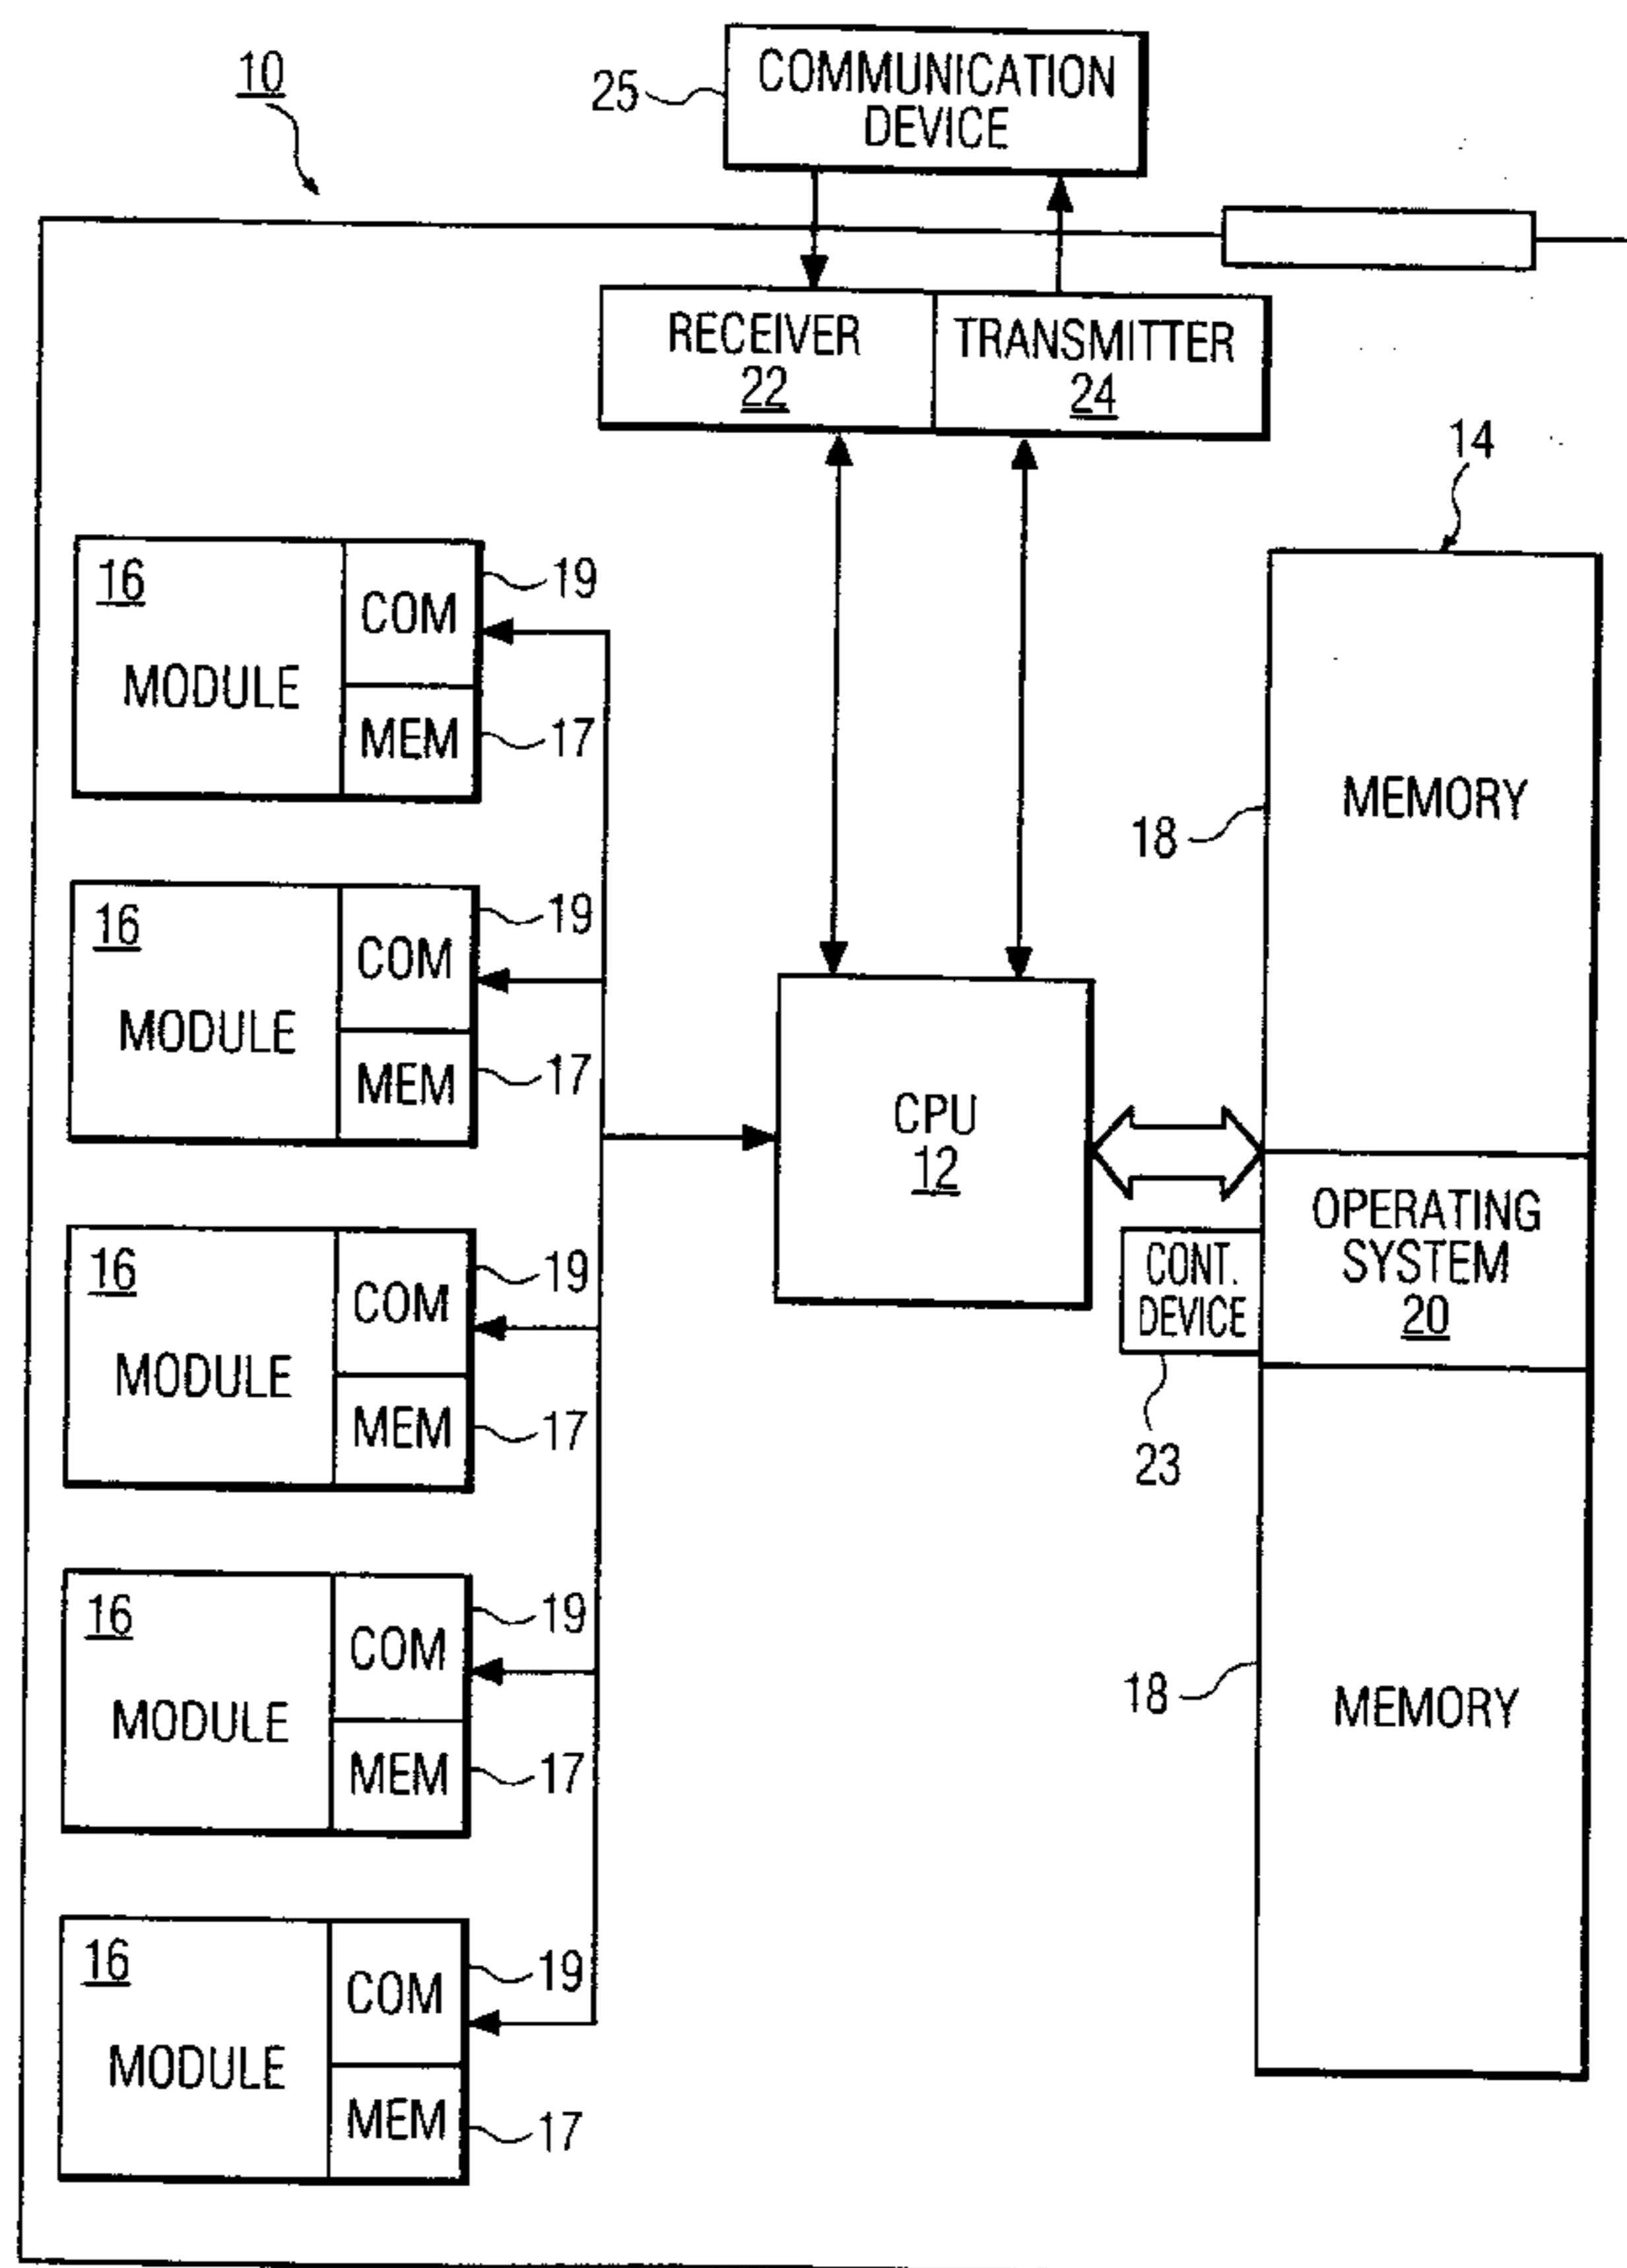 10
25
COMMUNICATION
DEVICE
RECEIVER
22
TRANSMITTER
24
14
16
MODULE
COM
MEM
19
17
16
MODULE
COM
MEM
19
17
16
MODULE
COM
MEM
19
17
16
MODULE
COM
MEM
19
17
16
MODULE
COM
MEM
19
17
CPU
12
18
MEMORY
OPERATING
SYSTEM
20
CONT.
DEVICE
23
18
MEMORY